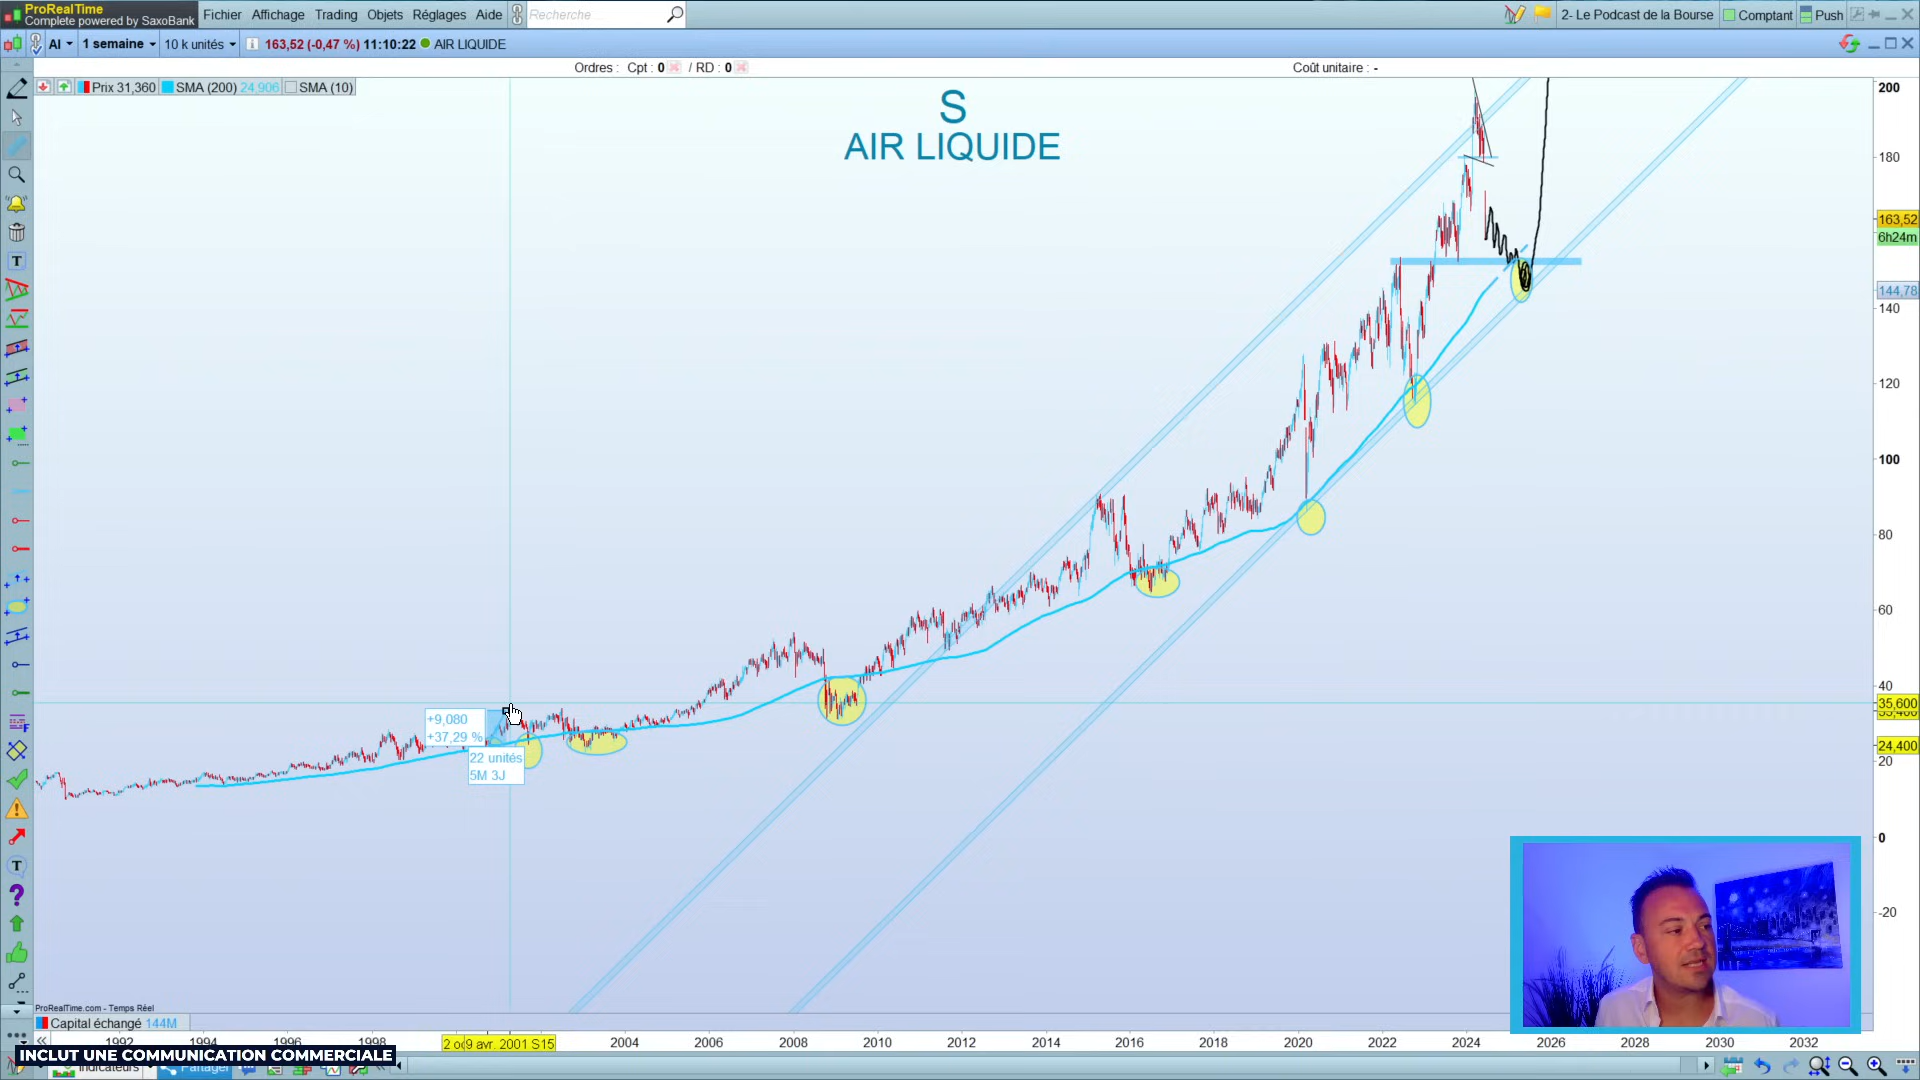 ProRealTime
Complete powered by SaxoBank
Fichier Affichage Trading Objets Réglages Aide
Recherche...
2- Le Podcast de la Bourse Comptant Push
AI 1 semaine 10 k unités 163,52 (-0,47 %) 11:10:22 AIR LIQUIDE
Ordres : Cpt : 0 / RD : 0
Coût unitaire : -
Prix 31,360 SMA (200) 24,906 SMA (10)
S
AIR LIQUIDE
200
180
163,52
6h24m
144,78
140
120
100
80
60
40
35,600
24,400
20
0
-20
+9,080
+37,29 %
22 unités
5M 3J
ProRealTime.com - Temps Réel
Capital échangé 144M
1992 1994 1996 1998 9 avr. 2001 S15 2004 2006 2008 2010 2012 2014 2016 2018 2020 2022 2024 2026 2028 2030 2032
INCLUT UNE COMMUNICATION COMMERCIALE
Indicateurs
Partager